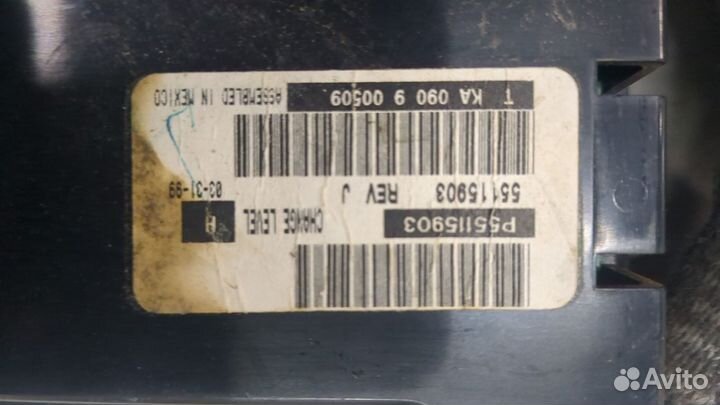 P55115903 CHANGE LEVEL
55115903 REV J 03-31-99
T KA 090 9 00509 ASSEMBLED IN MEXICO
Avito